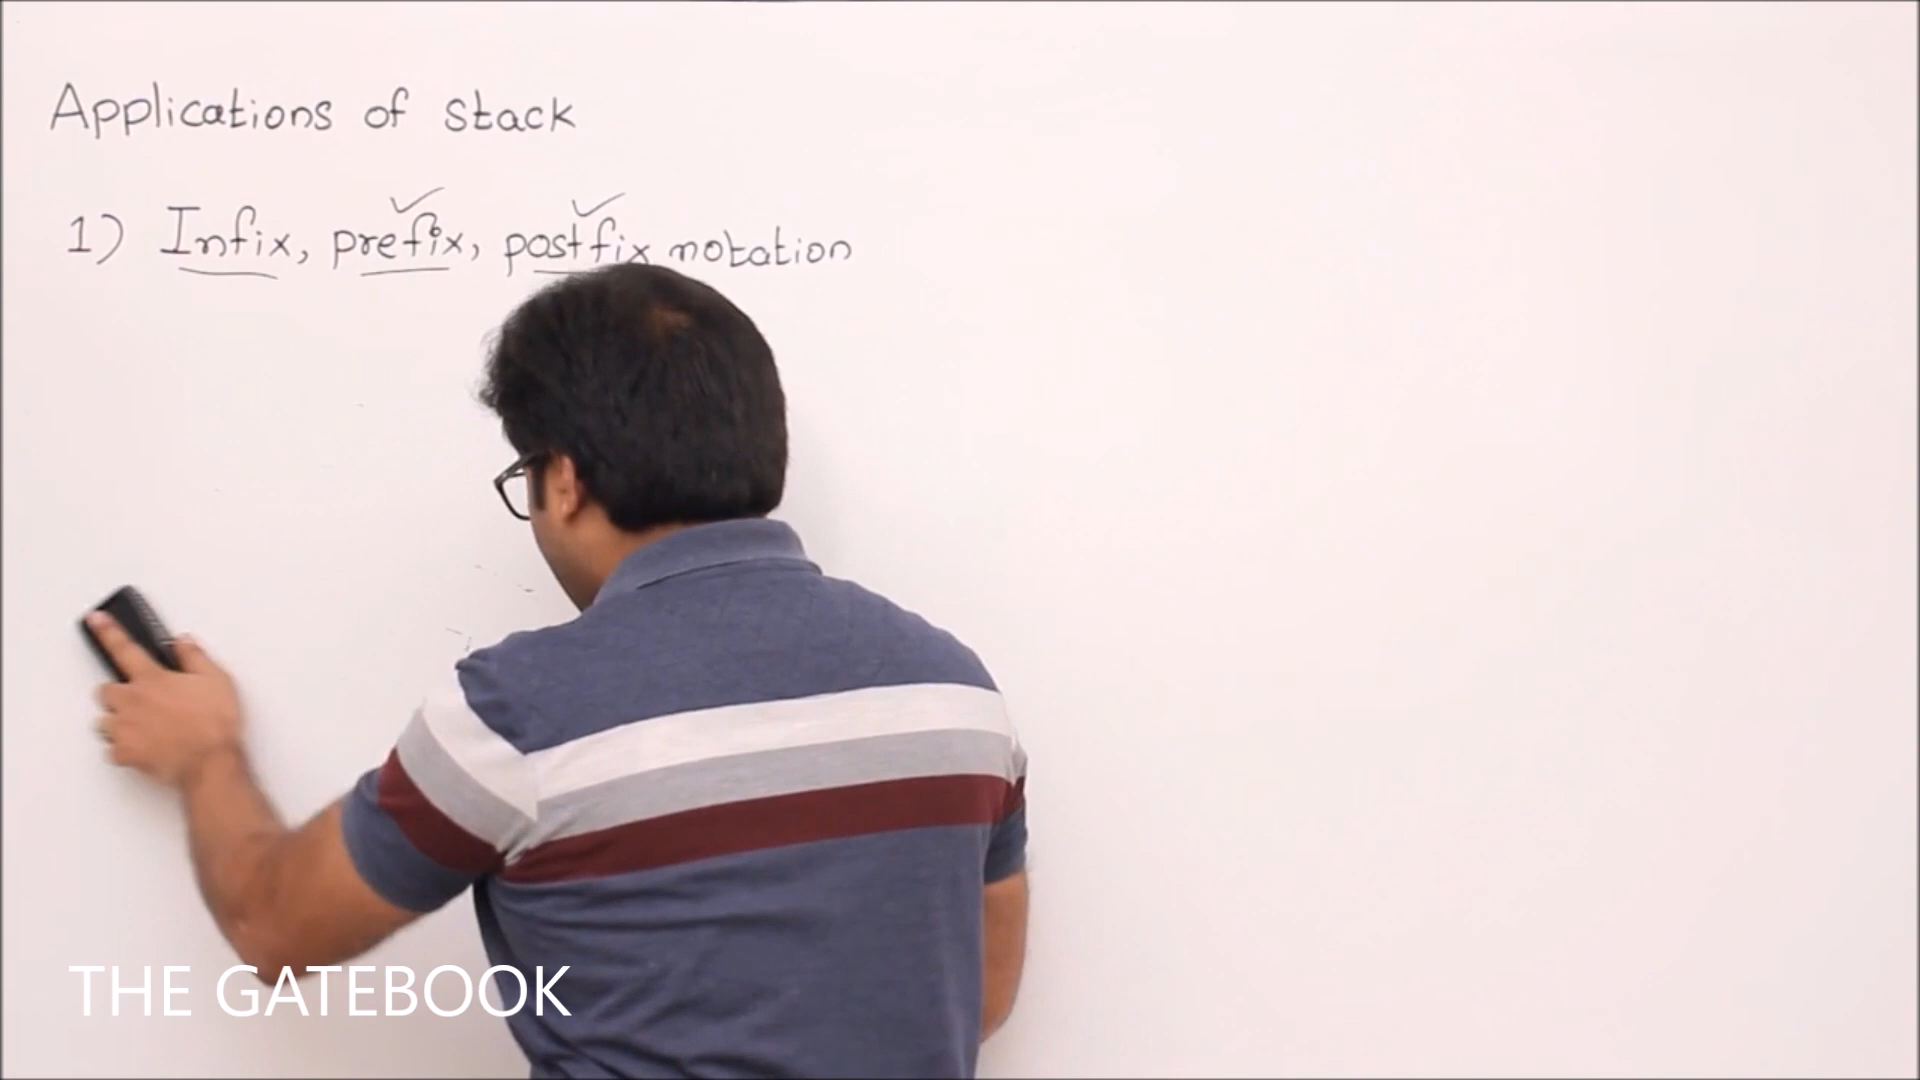 Applications of stack
1) Infix, prefix, postfix notation
THE GATEBOOK